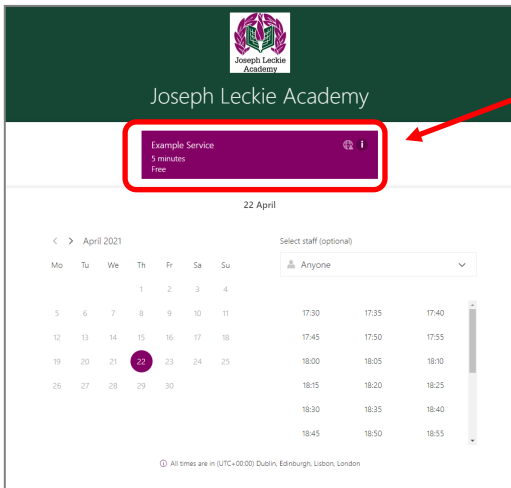 Joseph Leckie
Academy
Joseph Leckie Academy
Example Service
5 minutes
Free
22 April
April 2021
Select staff (optional)
Anyone
Mo Tu We Th Fr Sa Su
1 2 3 4
5 6 7 8 9 10 11
12 13 14 15 16 17 18
19 20 21 22 23 24 25
26 27 28 29 30
17:30 17:35 17:40
17:45 17:50 17:55
18:00 18:05 18:10
18:15 18:20 18:25
18:30 18:35 18:40
18:45 18:50 18:55
All times are in (UTC+00:00) Dublin, Edinburgh, Lisbon, London